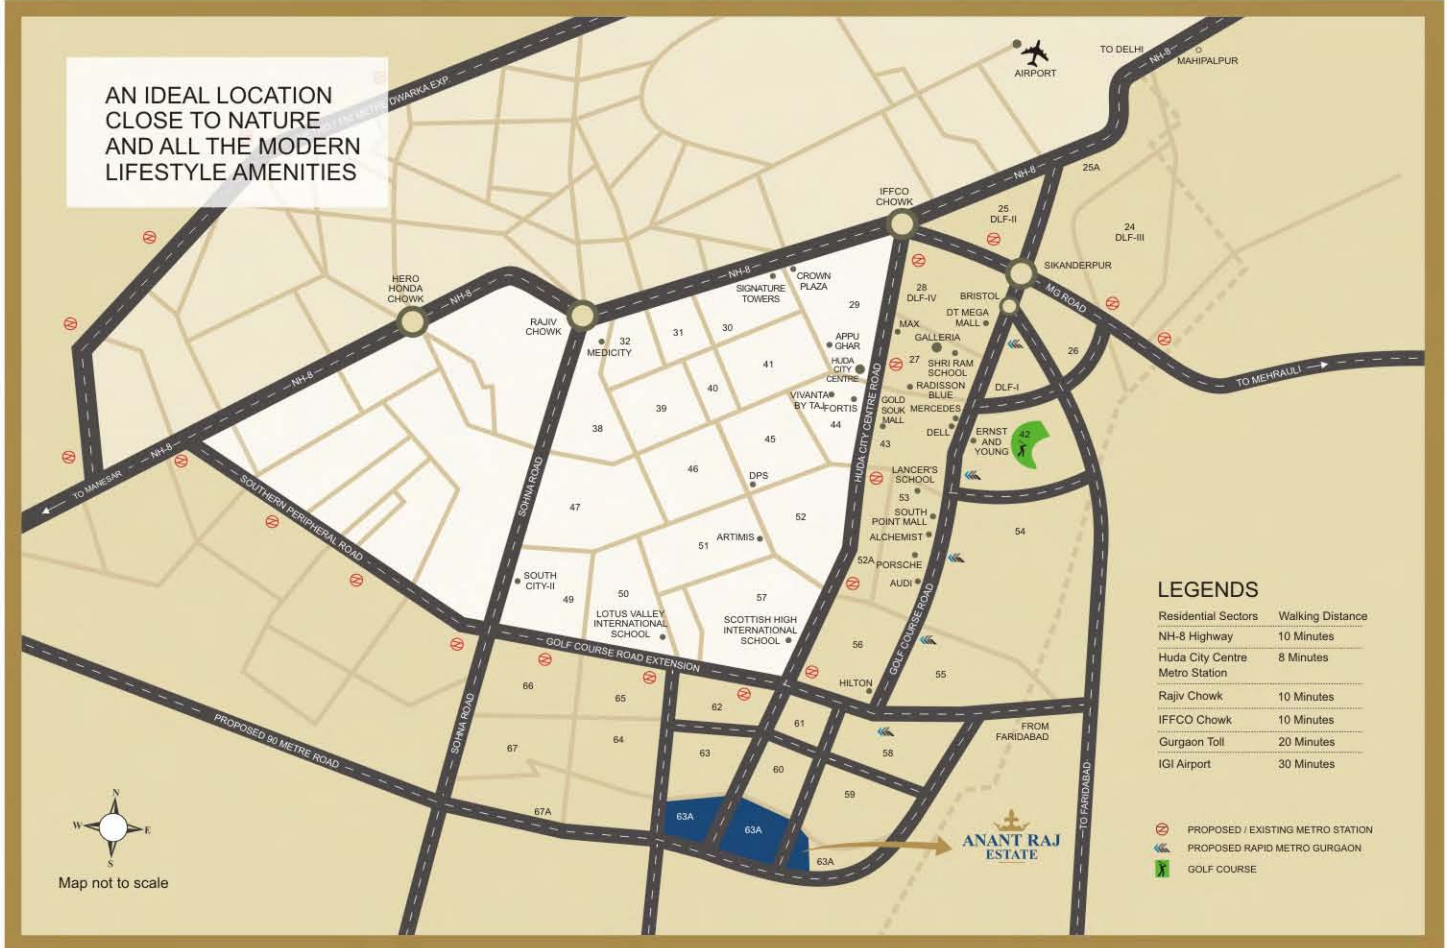 AN IDEAL LOCATION
CLOSE TO NATURE
AND ALL THE MODERN
LIFESTYLE AMENITIES
DWARKA EXP.
AIRPORT
TO DELHI
NH-8
MAHIPALPUR
25A
NH-8
IFFCO
CHOWK
25
DLF-II
24
DLF-III
SIKANDERPUR
MG ROAD
TO MEHRAULI
HERO
HONDA
CHOWK
NH-8
RAJIV
CHOWK
NH-8
SIGNATURE
TOWERS
CROWN
PLAZA
28
DLF-IV
BRISTOL
DT MEGA
MALL
29
MAX
GALLERIA
26
32
MEDICITY
31
30
APPU
GHAR
HUDA
CITY
CENTRE
27
SHRI RAM
SCHOOL
41
40
39
38
VIVANTA
BY TAJ
FORTIS
44
RADISSON
BLUE
DLF-I
GOLD
SOUK
MALL
MERCEDES
DELL
ERNST
AND
YOUNG
42
43
45
46
DPS
HUDA CITY CENTRE ROAD
NH-8
NH-8
TO MANESAR
SOUTHERN PERIPHERAL ROAD
SOHNA ROAD
47
52
LANCER'S
SCHOOL
53
SOUTH
POINT MALL
ALCHEMIST
54
51
ARTIMIS
52A
PORSCHE
AUDI
SOUTH
CITY-II
49
50
57
LOTUS VALLEY
INTERNATIONAL
SCHOOL
SCOTTISH HIGH
INTERNATIONAL
SCHOOL
GOLF COURSE ROAD
GOLF COURSE ROAD EXTENSION
56
55
HILTON
66
65
62
61
64
63
67
60
58
59
67A
63A
63A
63A
FROM
FARIDABAD
TO FARIDABAD
SOHNA ROAD
PROPOSED 90 METRE ROAD
ANANT RAJ
ESTATE
N
W
E
S
Map not to scale
LEGENDS
Residential Sectors Walking Distance
NH-8 Highway 10 Minutes
Huda City Centre 8 Minutes
Metro Station
Rajiv Chowk 10 Minutes
IFFCO Chowk 10 Minutes
Gurgaon Toll 20 Minutes
IGI Airport 30 Minutes
PROPOSED / EXISTING METRO STATION
PROPOSED RAPID METRO GURGAON
GOLF COURSE